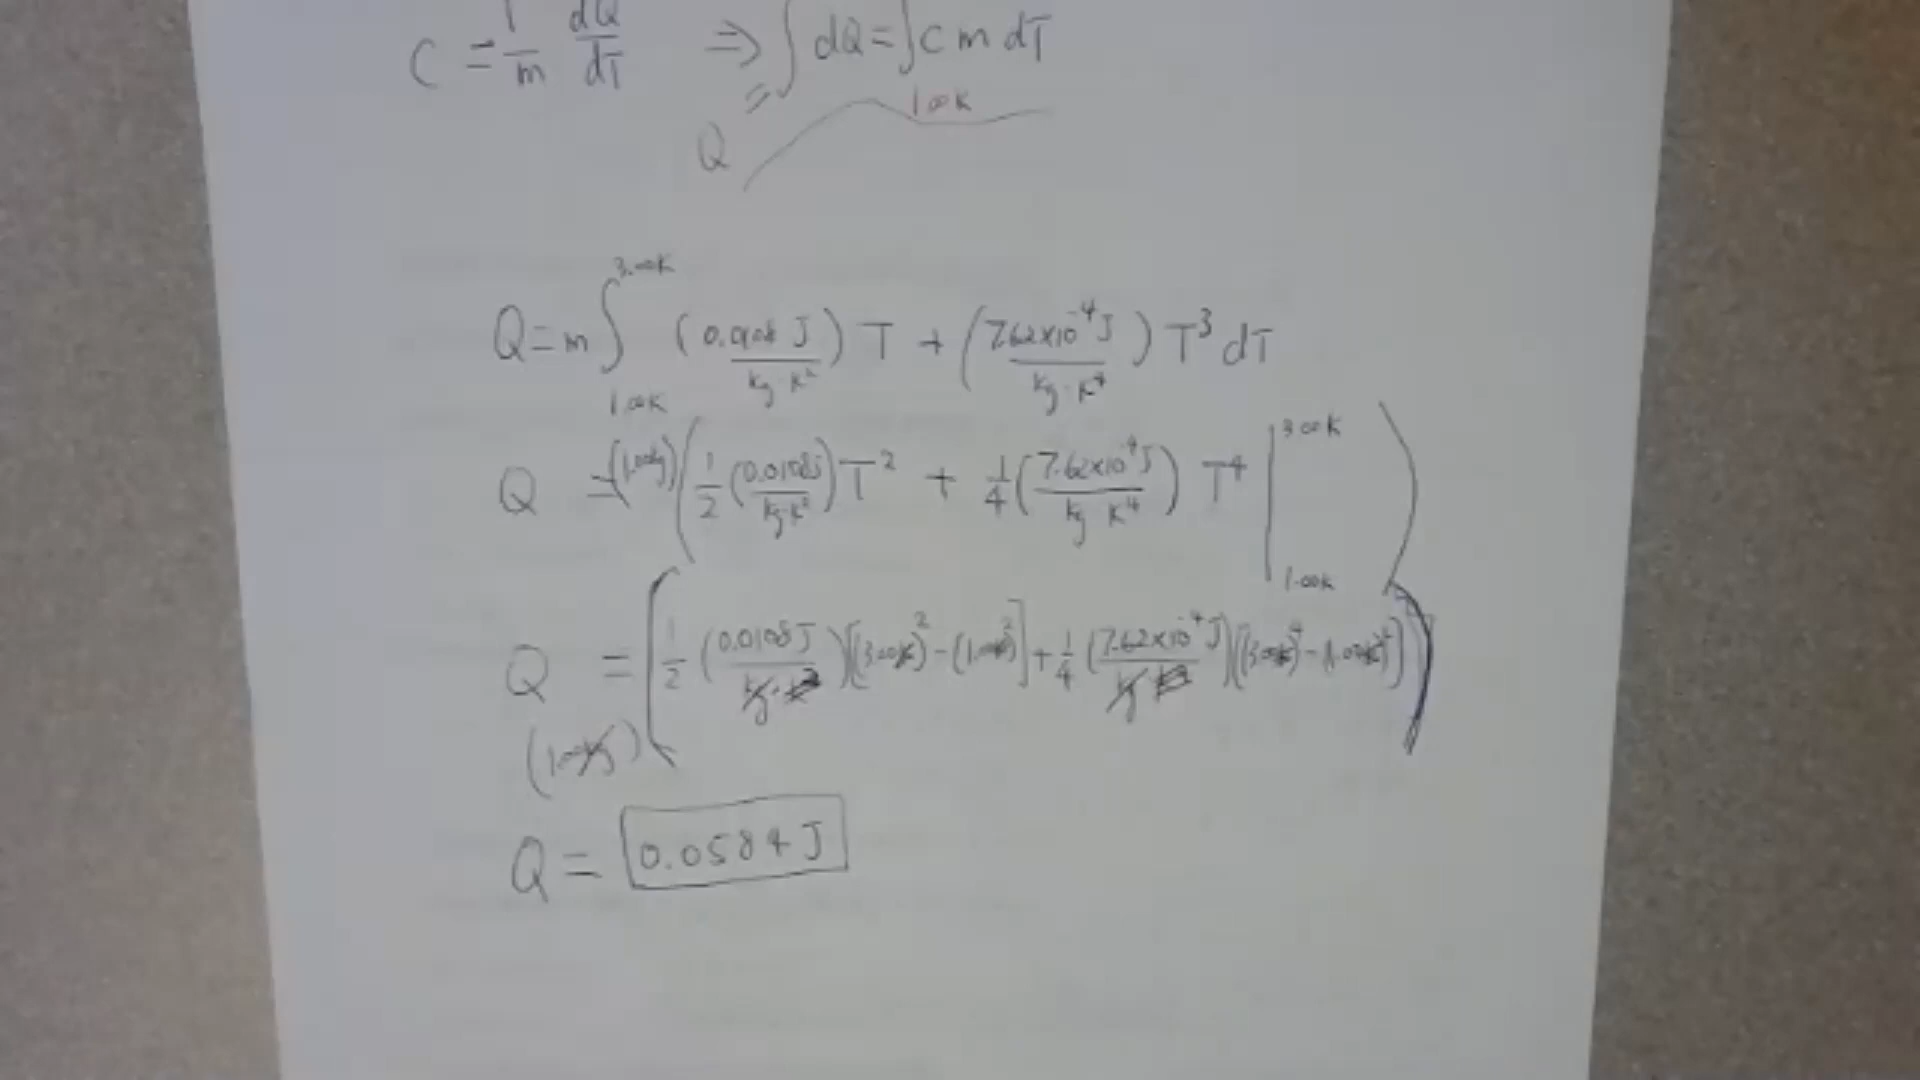 C = 1/m dQ/dT ⇒ ∫ dQ = ∫ C m dT
= 1.00K
Q
Q = m ∫ 3.00K 1.00K (0.0108 J / kg·K²) T + (7.62×10⁻⁴ J / kg·K⁴) T³ dT
Q = (1.00kg) ( 1/2 (0.0108J / kg·K²) T² + 1/4 (7.62×10⁻⁴ J / kg·K⁴) T⁴ | 3.00K 1.00K )
Q = ( 1/2 (0.0108 J / kg·K²) [(3.00K)² - (1.00K)²] + 1/4 (7.62×10⁻⁴ J / kg·K⁴) ((3.00K)⁴ - (1.00K)⁴) )
(1.00kg)
Q = 0.0584 J